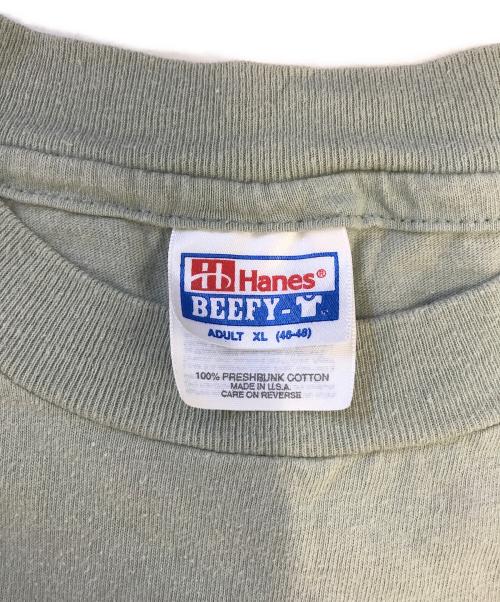 Hanes®
BEEFY-T
ADULT XL (46-48)
100% PRESHRUNK COTTON
MADE IN U.S.A.
CARE ON REVERSE